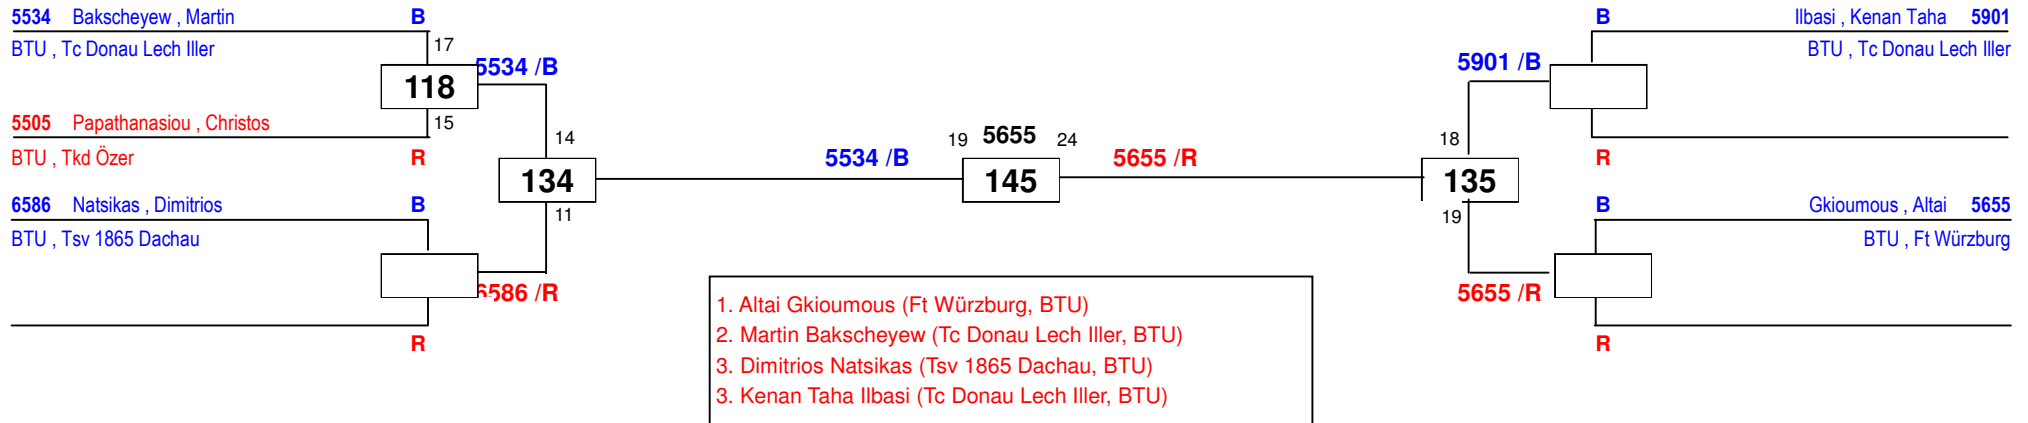 5534 Bakscheyew , Martin B
BTU , Tc Donau Lech Iller
17
5534 /B
118
5505 Papathanasiou , Christos
15
BTU , Tkd Özer R
14
134
11
6586 Natsikas , Dimitrios B
BTU , Tsv 1865 Dachau
6586 /R
R
5534 /B
19 5655 24
145
5655 /R
B Ilbasi , Kenan Taha 5901
BTU , Tc Donau Lech Iller
5901 /B
R
18
135
19
B Gkioumous , Altai 5655
BTU , Ft Würzburg
5655 /R
R
1. Altai Gkioumous (Ft Würzburg, BTU)
2. Martin Bakscheyew (Tc Donau Lech Iller, BTU)
3. Dimitrios Natsikas (Tsv 1865 Dachau, BTU)
3. Kenan Taha Ilbasi (Tc Donau Lech Iller, BTU)